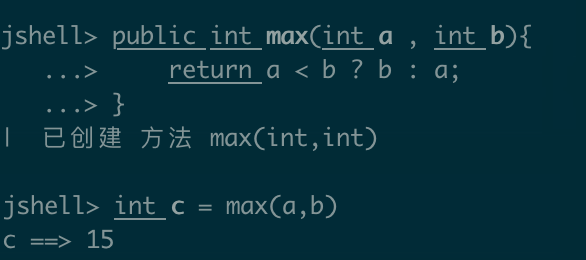 jshell> public int max(int a , int b){
...> return a < b ? b : a;
...> }
| 已创建 方法 max(int,int)
jshell> int c = max(a,b)
c ==> 15